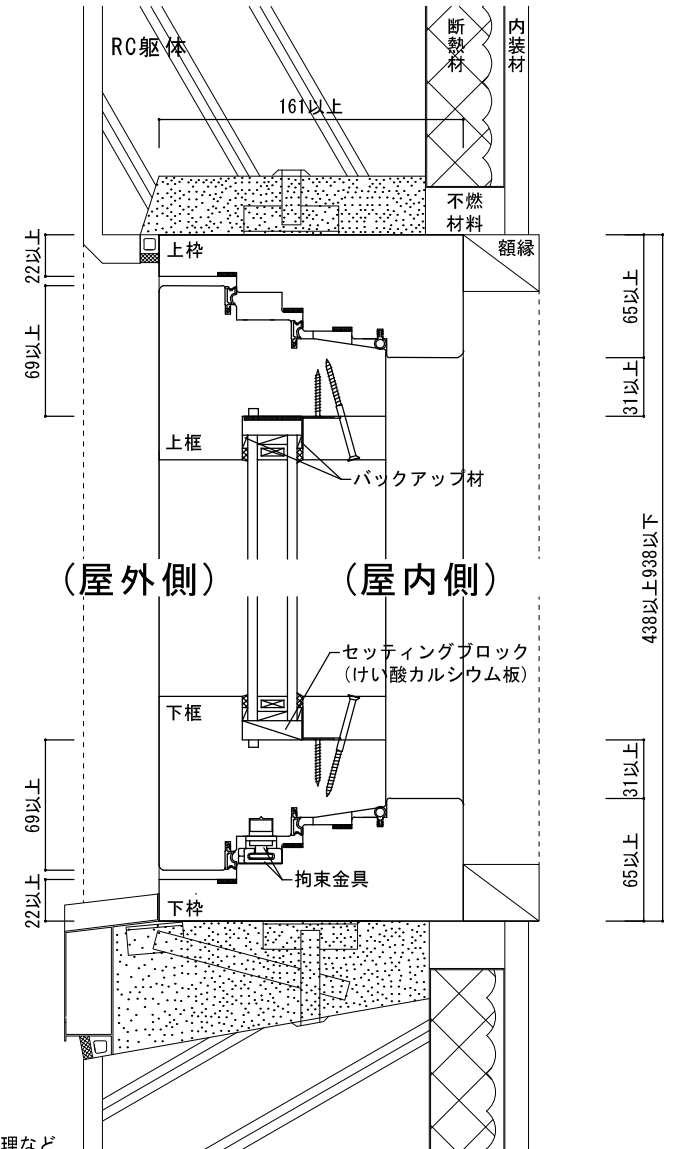 RC躯体
断熱材
内装材
161以上
不燃
材料
額縁
上枠
22以上
69以上
65以上
31以上
上框
バックアップ材
438以上938以下
(屋外側)
(屋内側)
セッティングブロック
(けい酸カルシウム板)
下框
31以上
69以上
65以上
拘束金具
22以上
下枠
理など